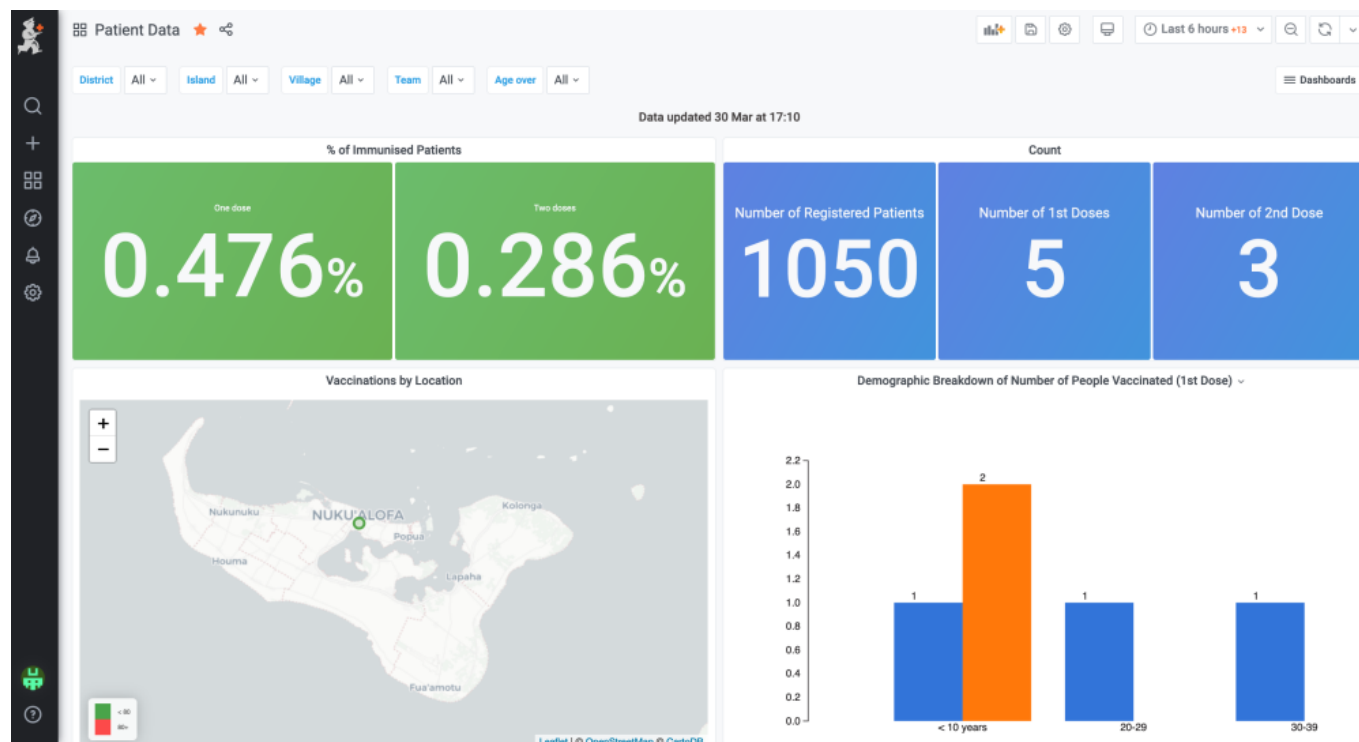 Patient Data
Last 6 hours +13
District All Island All Village All Team All Age over All
Dashboards
Data updated 30 Mar at 17:10
% of Immunised Patients
One dose
0.476%
Two doses
0.286%
Count
Number of Registered Patients
1050
Number of 1st Doses
5
Number of 2nd Dose
3
Vaccinations by Location
+
−
Nukunuku
NUKU'ALOFA
Kolonga
Popua
Houma
Lapaha
Fua'amotu
< 80
80+
Leaflet | © OpenStreetMap © CartoDB
Demographic Breakdown of Number of People Vaccinated (1st Dose)
2.2
2.0
1.8
1.6
1.4
1.2
1.0
0.8
0.6
0.4
0.2
0.0
1
2
1
1
< 10 years
20-29
30-39